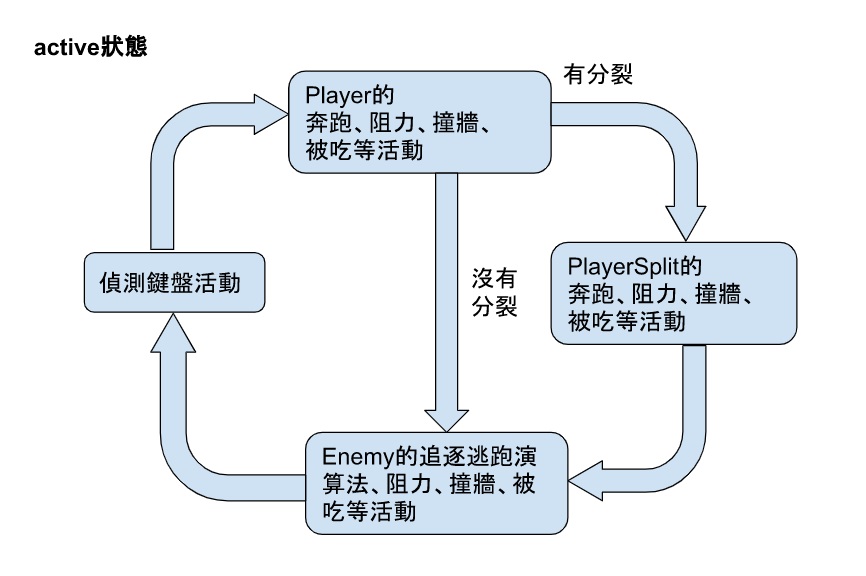 active狀態
有分裂
Player的
奔跑、阻力、撞牆、
被吃等活動
PlayerSplit的
奔跑、阻力、撞牆、
被吃等活動
偵測鍵盤活動
沒有
分裂
Enemy的追逐逃跑演
算法、阻力、撞牆、被
吃等活動